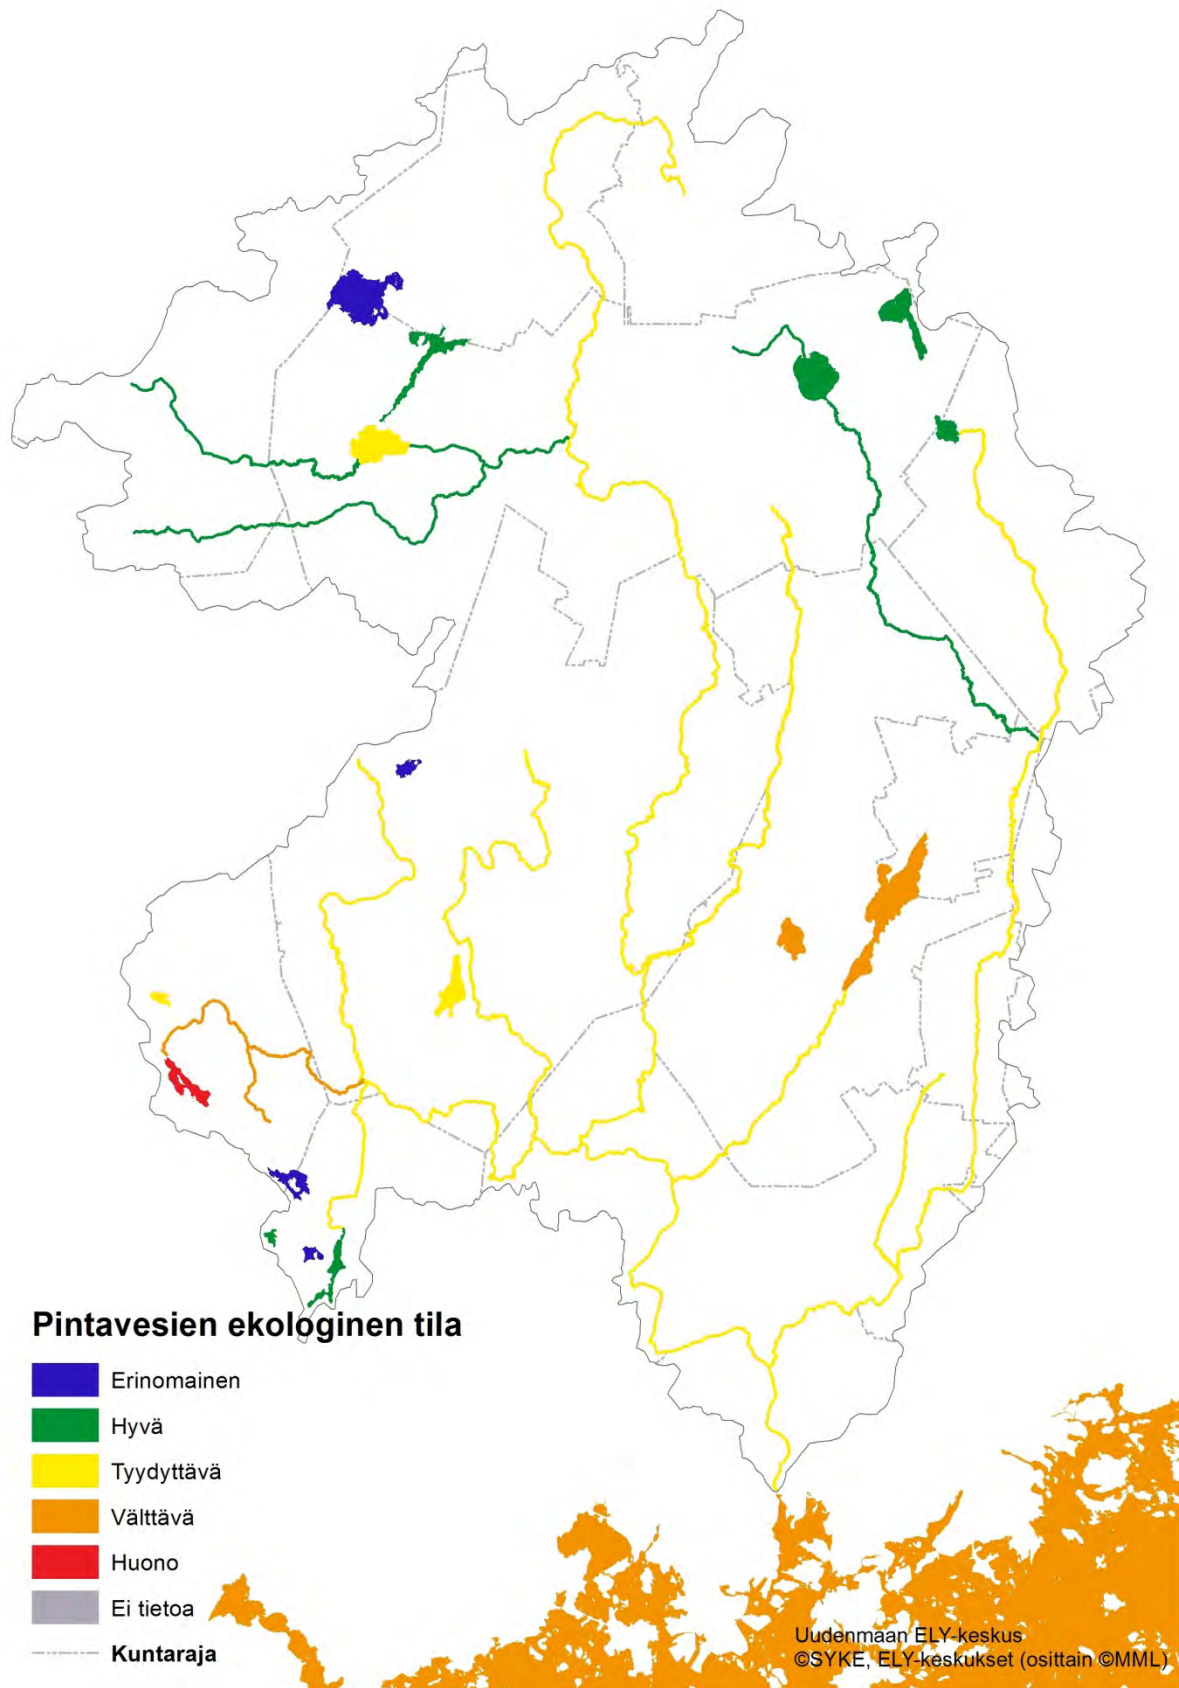 Pintavesien ekologinen tila
Erinomainen
Hyvä
Tyydyttävä
Välttävä
Huono
Ei tietoa
Kuntaraja
Uudenmaan ELY-keskus
©SYKE, ELY-keskukset (osittain ©MML)